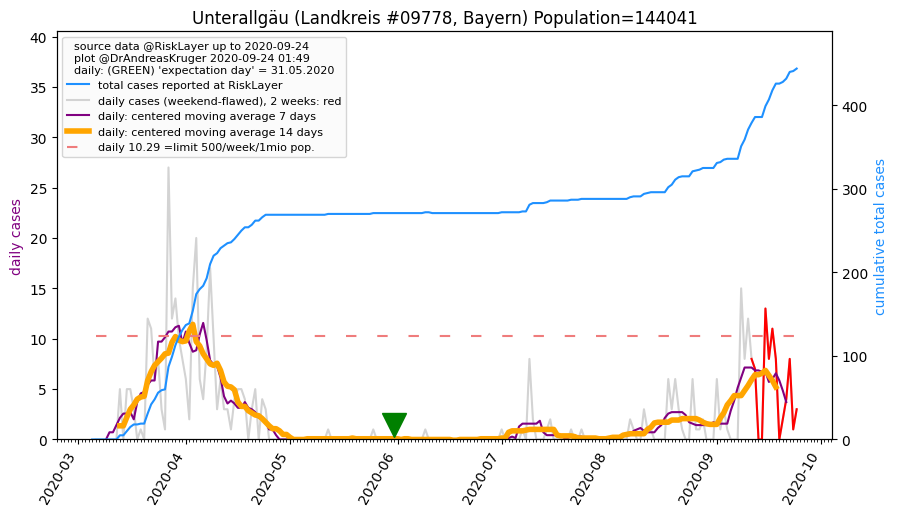 Unterallgäu (Landkreis #09778, Bayern) Population=144041
source data @RiskLayer up to 2020-09-24
plot @DrAndreasKruger 2020-09-24 01:49
daily: (GREEN) 'expectation day' = 31.05.2020
total cases reported at RiskLayer
daily cases (weekend-flawed), 2 weeks: red
daily: centered moving average 7 days
daily: centered moving average 14 days
daily 10.29 =limit 500/week/1mio pop.
daily cases
40
35
30
25
20
15
10
5
0
cumulative total cases
400
300
200
100
0
2020-03
2020-04
2020-05
2020-06
2020-07
2020-08
2020-09
2020-10